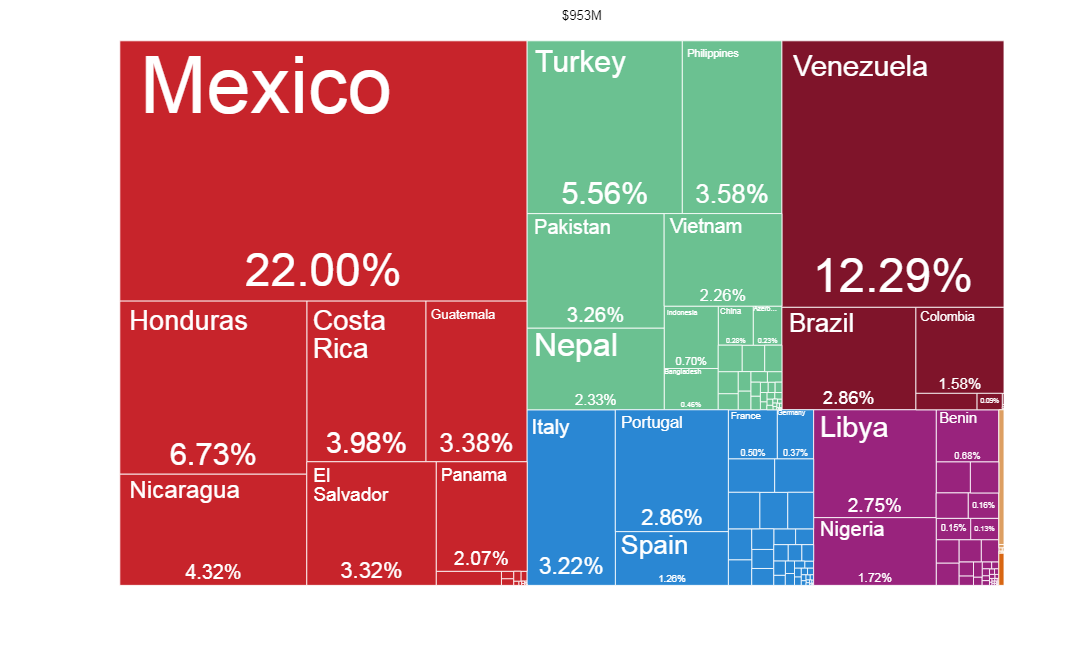 $953M
Mexico
22.00%
Honduras
6.73%
Costa
Rica
3.98%
Guatemala
3.38%
Nicaragua
4.32%
El
Salvador
3.32%
Panama
2.07%
Turkey
5.56%
Philippines
3.58%
Pakistan
3.26%
Vietnam
2.26%
Nepal
2.33%
Indonesia
0.70%
China
0.28%
0.23%
Bangladesh
0.46%
Venezuela
12.29%
Brazil
2.86%
Colombia
1.58%
0.09%
Italy
3.22%
Portugal
2.86%
Spain
1.26%
France
0.50%
Germany
0.37%
Libya
2.75%
Nigeria
1.72%
Benin
0.68%
0.16%
0.15%
0.13%